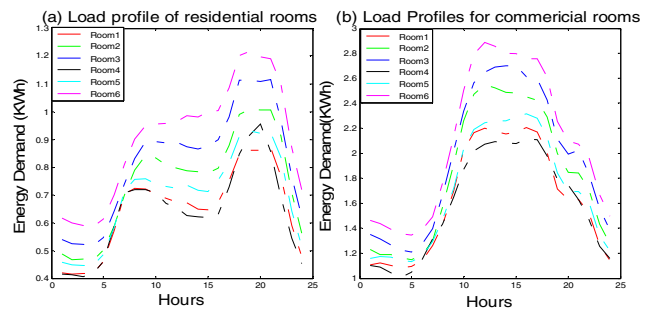 (a) Load profile of residential rooms
Energy Demand (KWh)
1.3
1.2
1.1
1
0.9
0.8
0.7
0.6
0.5
0.4
Room1
Room2
Room3
Room4
Room5
Room6
0 5 10 15 20 25
Hours
(b) Load Profiles for commericial rooms
Energy Denamd(KWh)
3
2.8
2.6
2.4
2.2
2
1.8
1.6
1.4
1.2
1
Room1
Room2
Room3
Room4
Room5
Room6
0 5 10 15 20 25
Hours